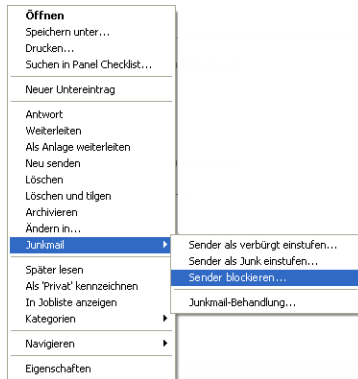 Öffnen
Speichern unter...
Drucken...
Suchen in Panel Checklist...
Neuer Untereintrag
Antwort
Weiterleiten
Als Anlage weiterleiten
Neu senden
Löschen
Löschen und tilgen
Archivieren
Ändern in...
Junkmail
Sender als verbürgt einstufen...
Sender als Junk einstufen...
Sender blockieren...
Junkmail-Behandlung...
Später lesen
Als 'Privat' kennzeichnen
In Jobliste anzeigen
Kategorien
Navigieren
Eigenschaften